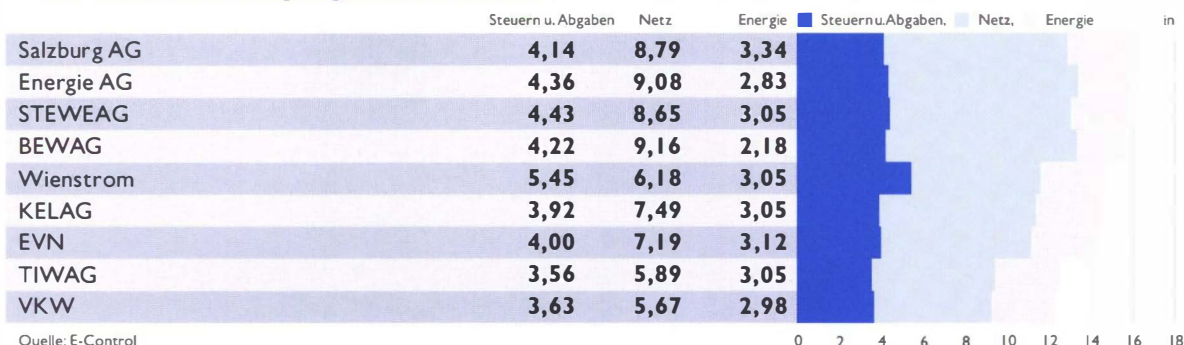 Steuern u. Abgaben Netz Energie Steuern u. Abgaben, Netz, Energie in
Salzburg AG 4,14 8,79 3,34
Energie AG 4,36 9,08 2,83
STEWEAG 4,43 8,65 3,05
BEWAG 4,22 9,16 2,18
Wienstrom 5,45 6,18 3,05
KELAG 3,92 7,49 3,05
EVN 4,00 7,19 3,12
TIWAG 3,56 5,89 3,05
VKW 3,63 5,67 2,98
Quelle: E-Control 0 2 4 6 8 10 12 14 16 18